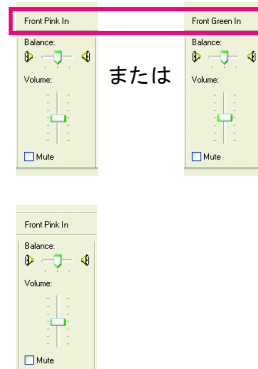 Front Pink In
Front Green In
Balance:
Balance:
または
Volume:
Volume:
Mute
Mute
Front Pink In
Balance:
Volume:
Mute